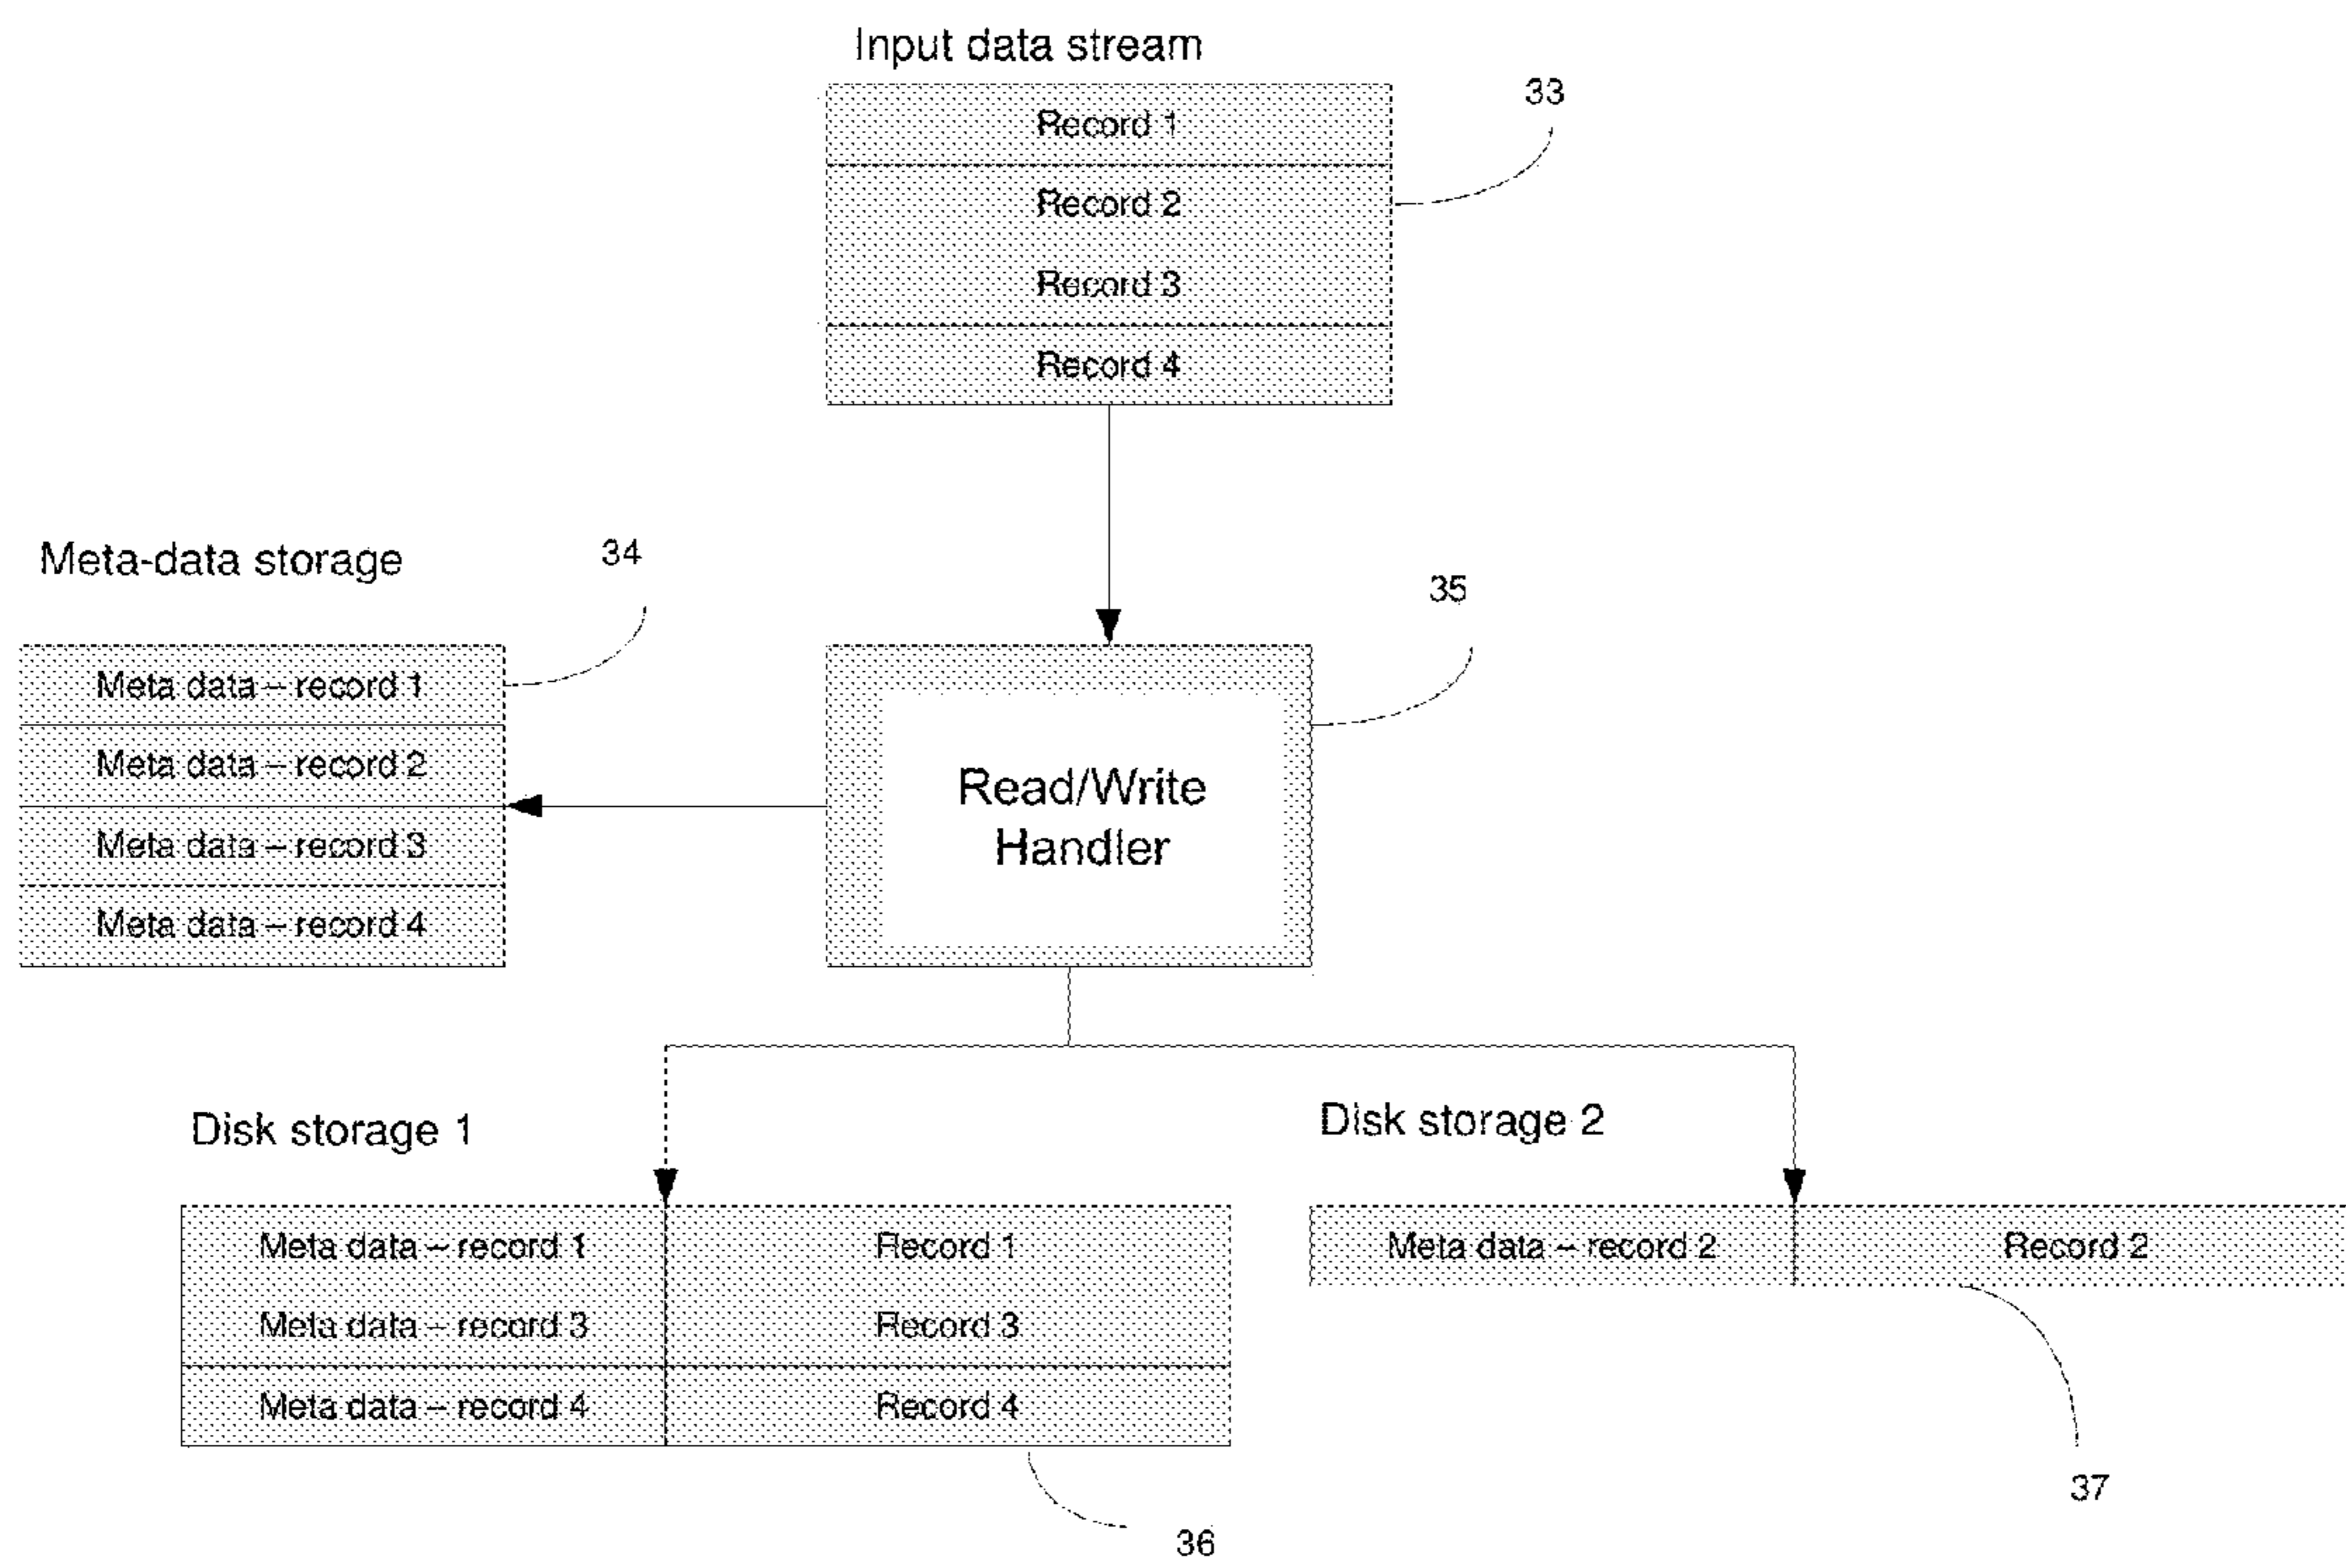 Input data stream
33
Record 1
Record 2
Record 3
Record 4
Meta-data storage
34
35
Meta data – record 1
Meta data – record 2
Meta data – record 3
Meta data – record 4
Read/Write
Handler
Disk storage 1
Disk storage 2
Meta data – record 1 Record 1
Meta data – record 3 Record 3
Meta data – record 4 Record 4
Meta data – record 2 Record 2
37
36